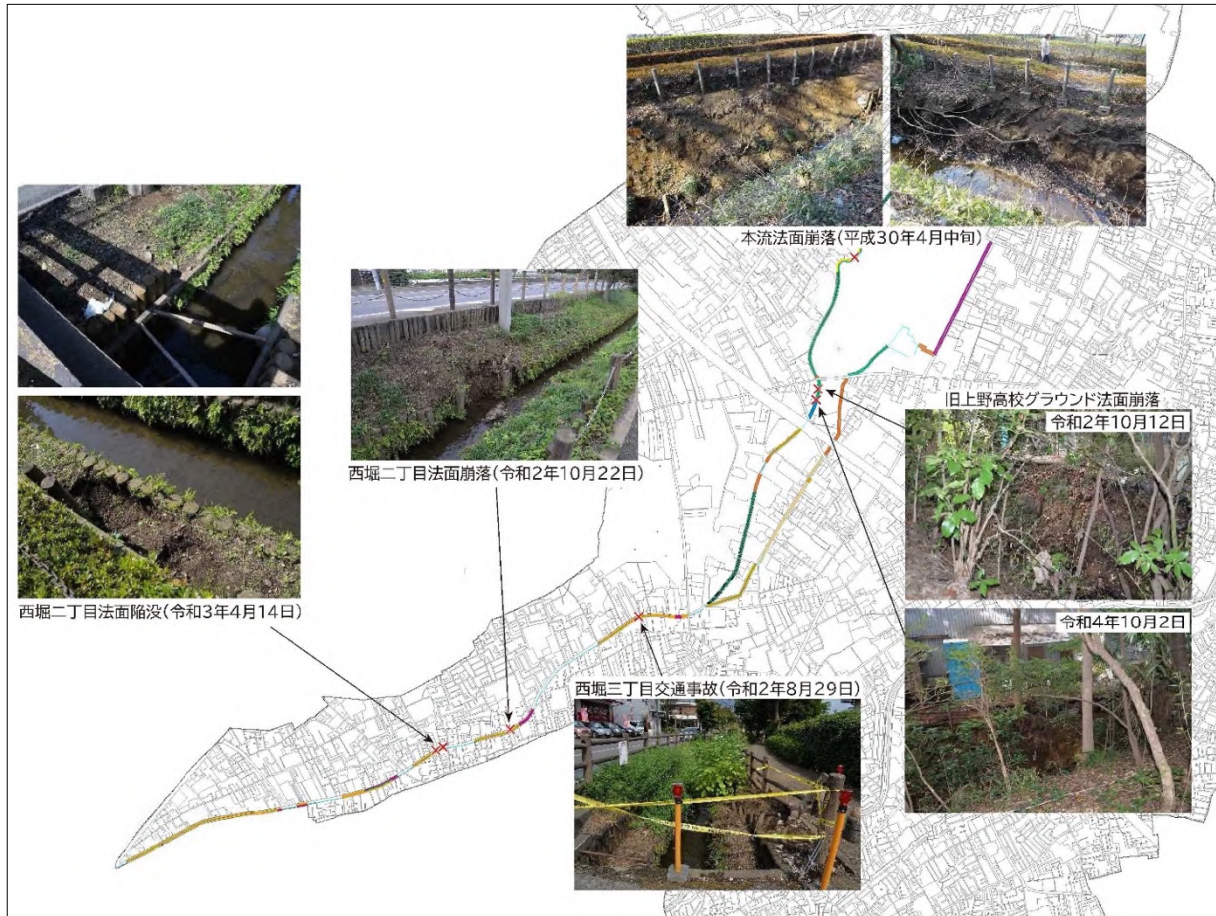 本流法面崩落(平成30年4月中旬)
旧上野高校グラウンド法面崩落
令和2年10月12日
西堀二丁目法面崩落(令和2年10月22日)
西堀二丁目法面陥没(令和3年4月14日)
令和4年10月2日
西堀三丁目交通事故(令和2年8月29日)